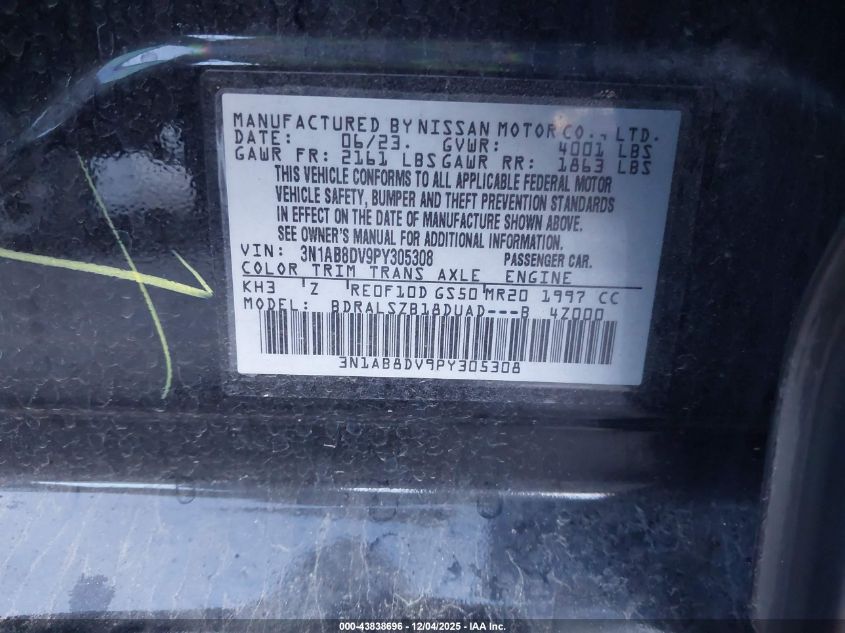 MANUFACTURED BY NISSAN MOTOR CO., LTD.
DATE: 06/23. GVWR: 4001 LBS
GAWR FR: 2161 LBS GAWR RR: 1863 LBS
THIS VEHICLE CONFORMS TO ALL APPLICABLE FEDERAL MOTOR
VEHICLE SAFETY, BUMPER AND THEFT PREVENTION STANDARDS
IN EFFECT ON THE DATE OF MANUFACTURE SHOWN ABOVE.
SEE OWNER'S MANUAL FOR ADDITIONAL INFORMATION.
VIN: 3N1AB8DV9PY305308 PASSENGER CAR.
COLOR TRIM TRANS AXLE ENGINE
KH3 Z RE0F10D GS50 MR20 1997 CC
MODEL: BDRALSZB18DUAD---B 4Z000
3N1AB8DV9PY305308
000-43838696 - 12/04/2025 - IAA Inc.